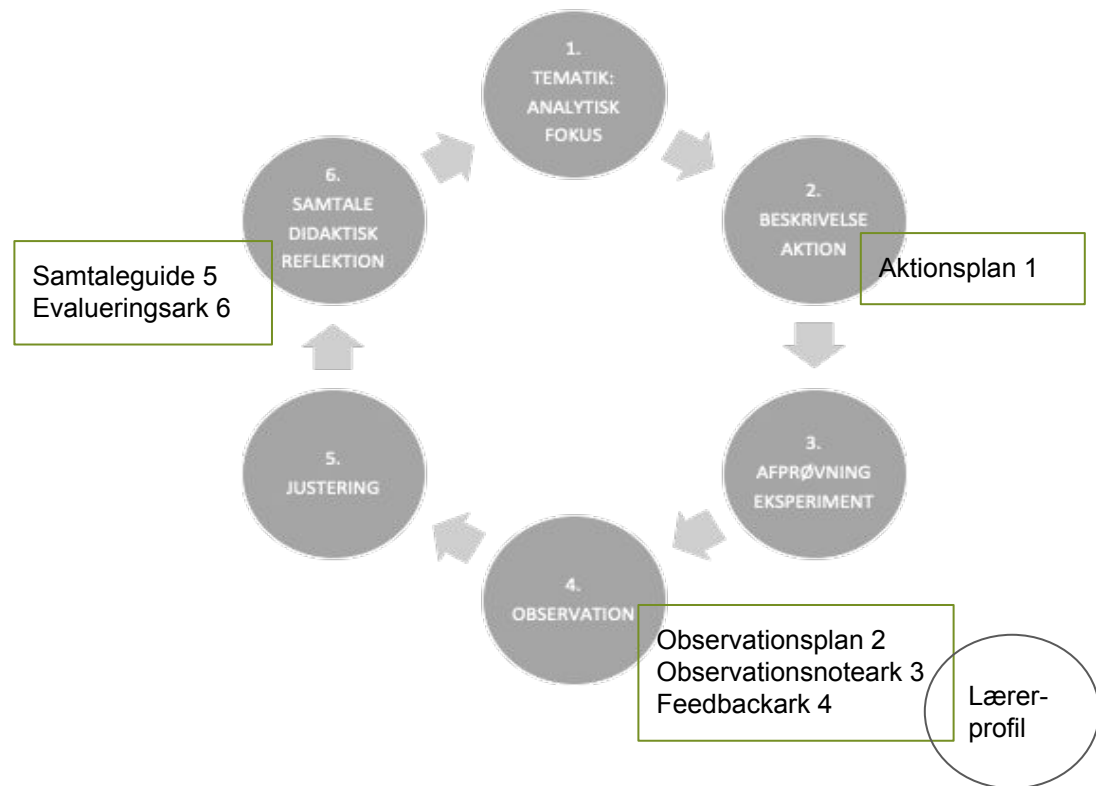 1.
TEMATIK:
ANALYTISK
FOKUS
2.
BESKRIVELSE
AKTION
Aktionsplan 1
3.
AFPRØVNING
EKSPERIMENT
4.
OBSERVATION
Observationsplan 2
Observationsnoteark 3
Feedbackark 4
Lærer-
profil
5.
JUSTERING
6.
SAMTALE
DIDAKTISK
REFLEKTION
Samtaleguide 5
Evalueringsark 6